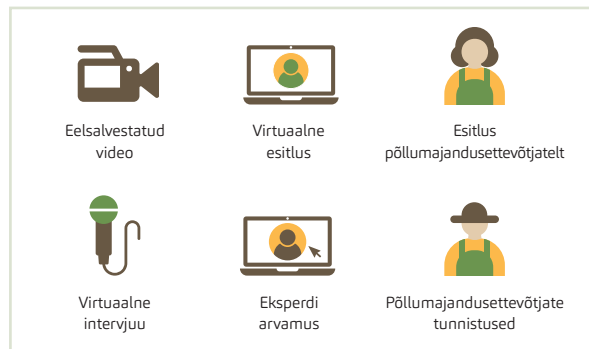 Eelsalvestatud
video
Virtuaalne
esitlus
Esitlus
põllumajandusettevõtjatelt
Virtuaalne
intervjuu
Eksperdi
arvamus
Põllumajandusettevõtjate
tunnistused